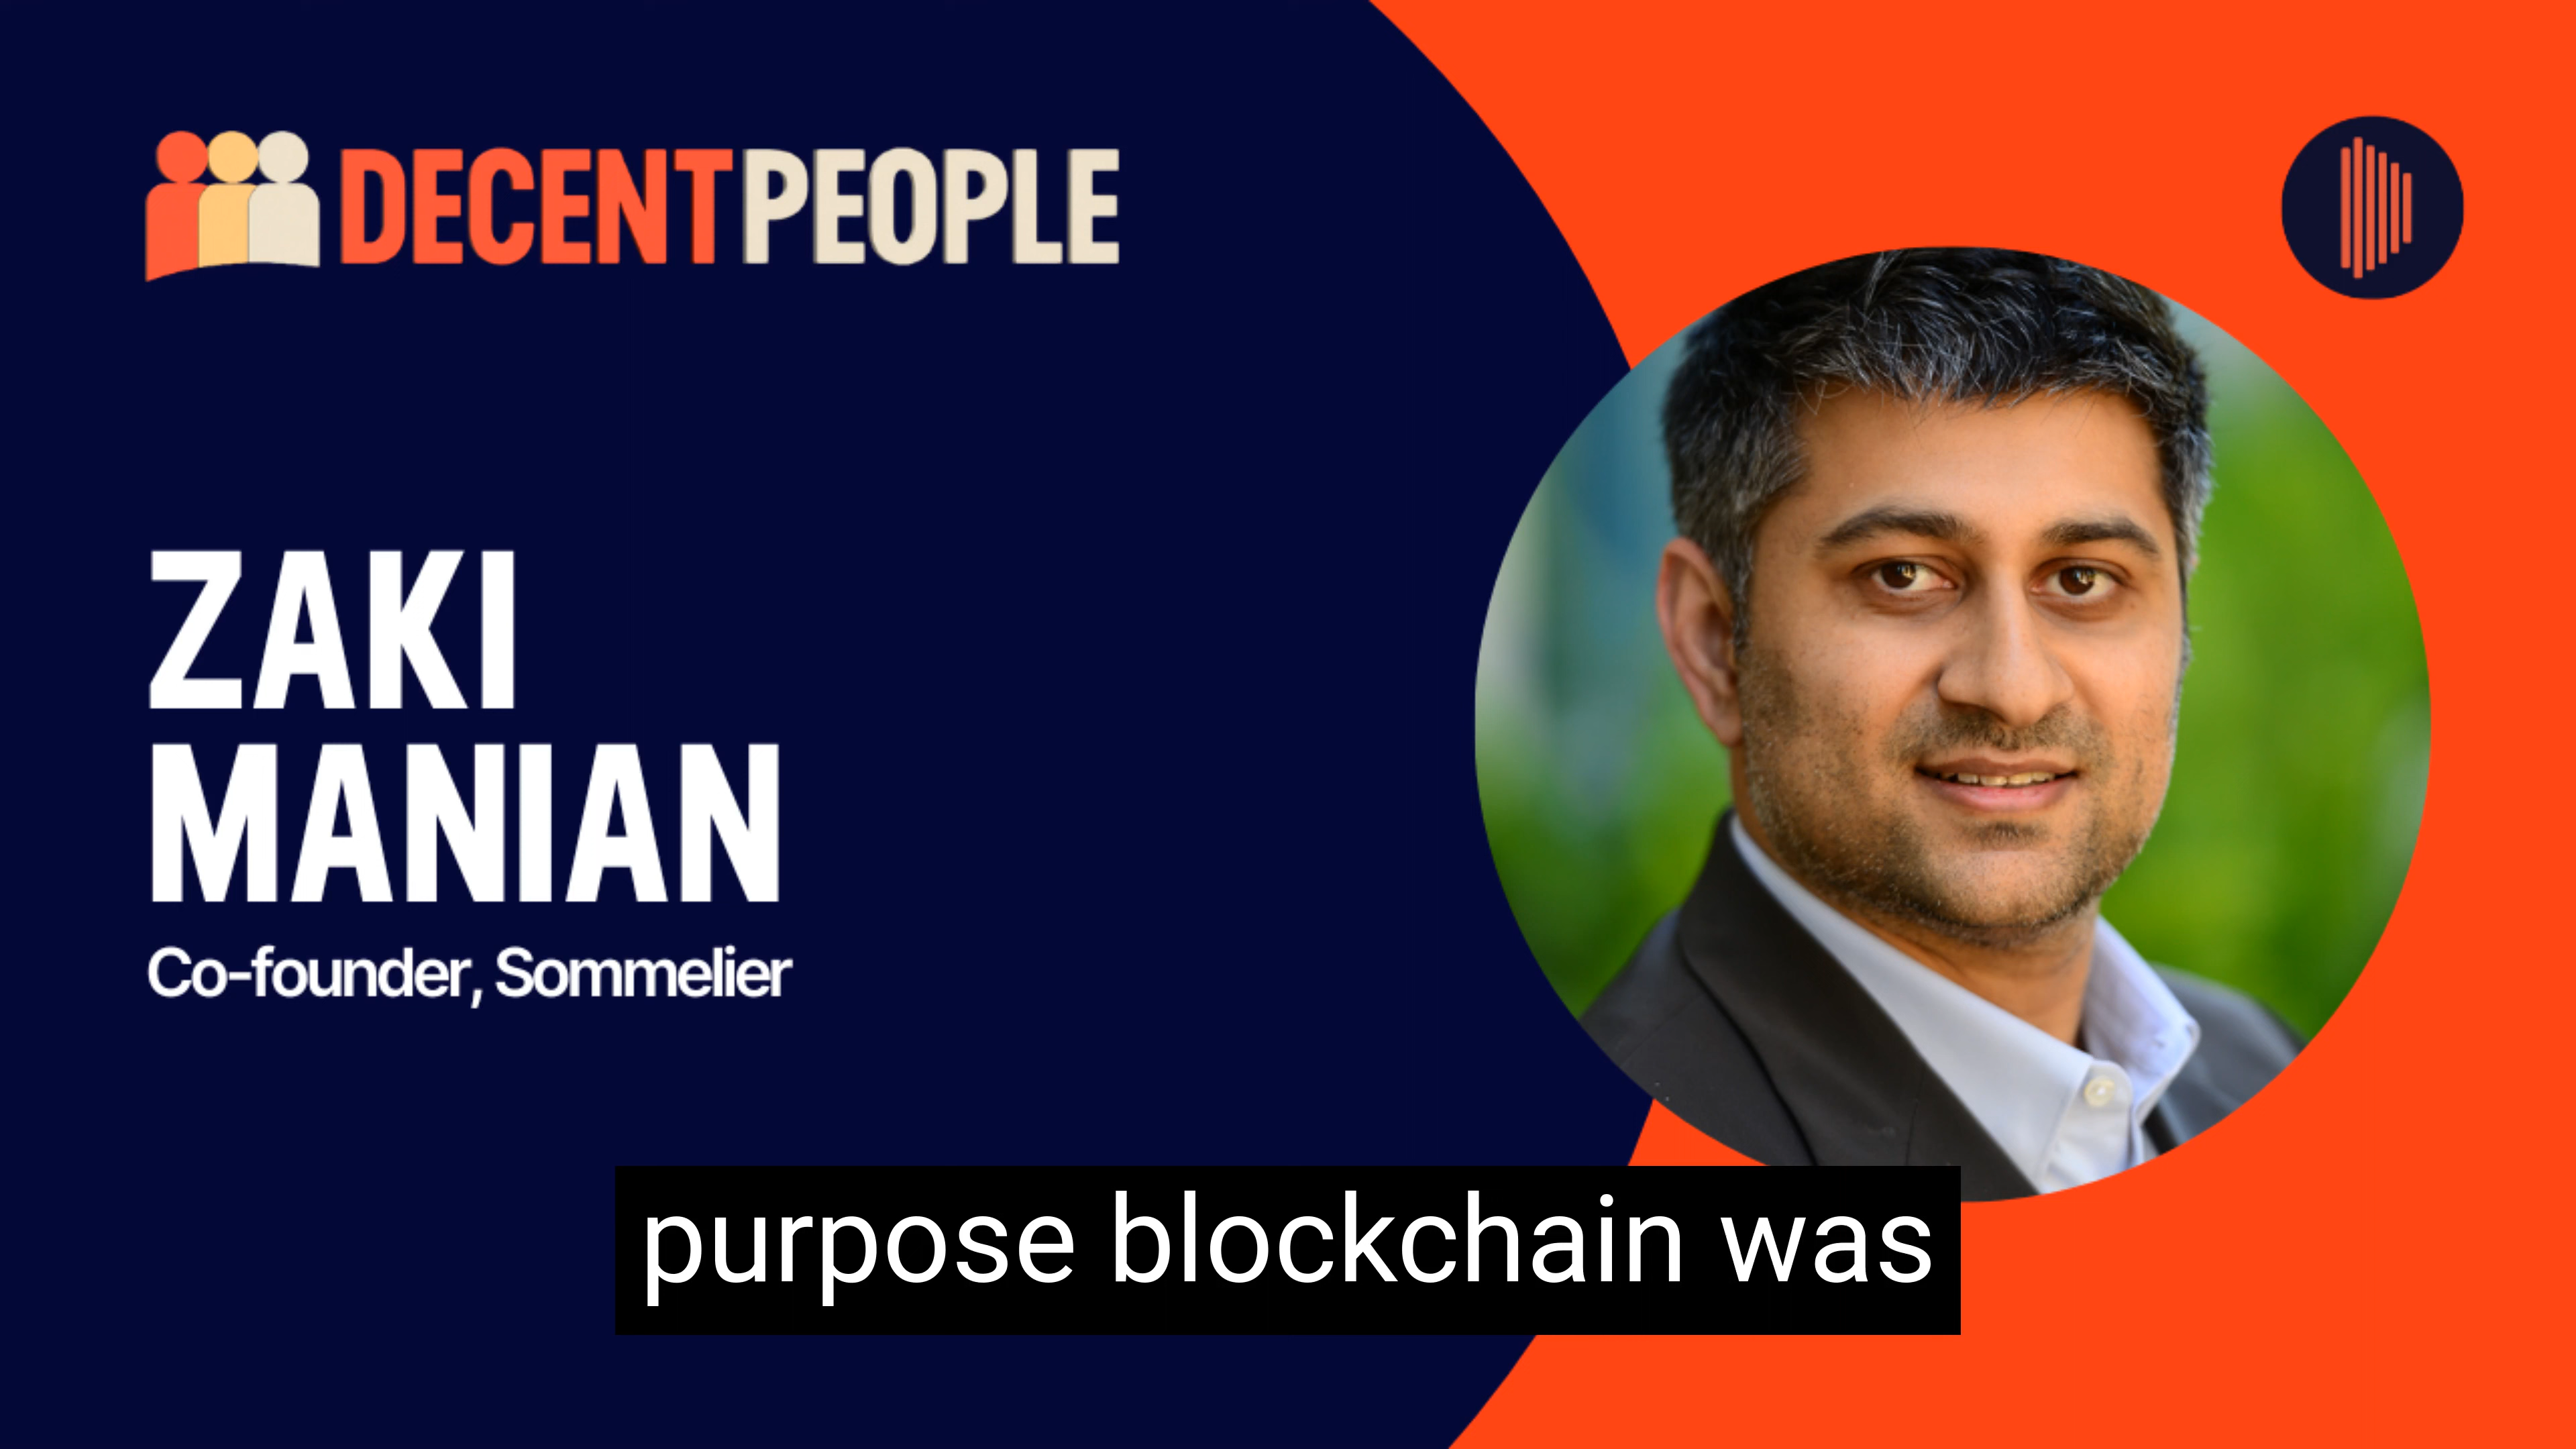 DECENTPEOPLE
ZAKI
MANIAN
Co-founder, Sommelier
purpose blockchain was